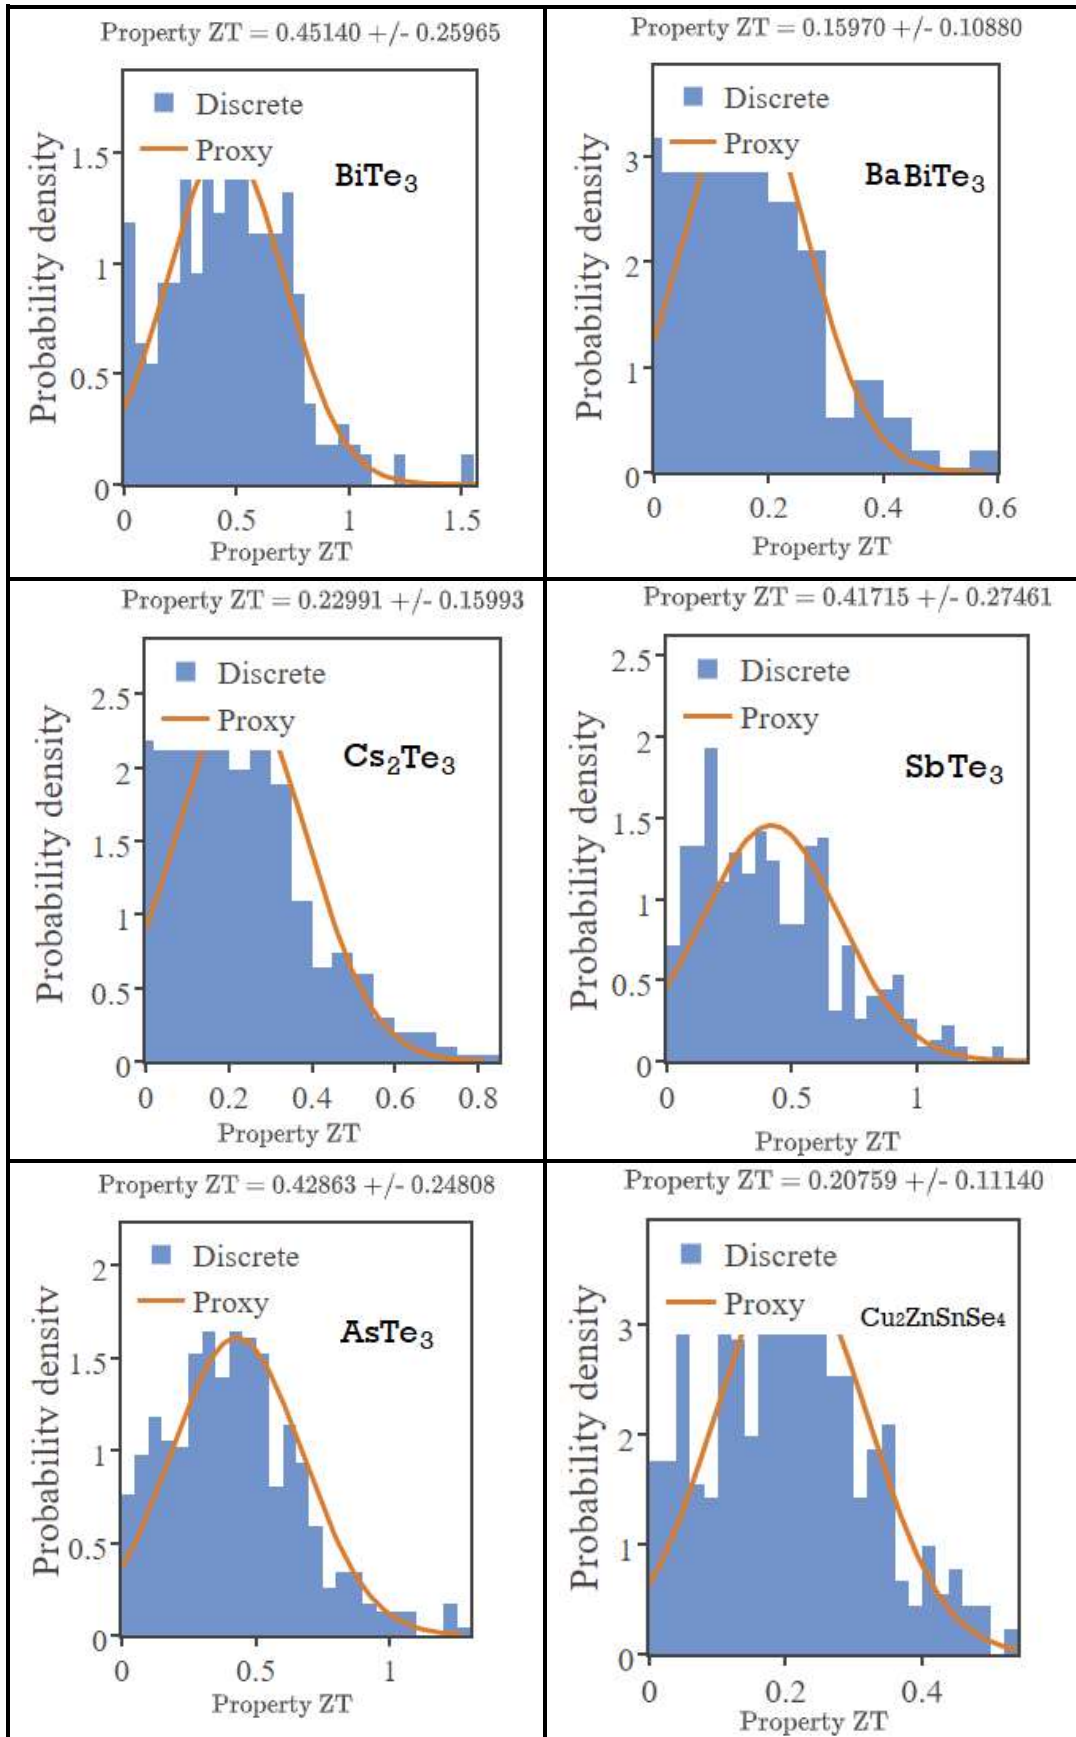 Property ZT = 0.45140 +/- 0.25965
Discrete
Proxy
BiTe3
Probability density
1.5
1
0.5
0
0
0.5
1
1.5
Property ZT
Property ZT = 0.15970 +/- 0.10880
Discrete
Proxy
BaBiTe3
Probability density
3
2
1
0
0
0.2
0.4
0.6
Property ZT
Property ZT = 0.22991 +/- 0.15993
Discrete
Proxy
Cs2Te3
Probability density
2.5
2
1.5
1
0.5
0
0
0.2
0.4
0.6
0.8
Property ZT
Property ZT = 0.41715 +/- 0.27461
Discrete
Proxy
SbTe3
Probability density
2.5
2
1.5
1
0.5
0
0
0.5
1
Property ZT
Property ZT = 0.42863 +/- 0.24808
Discrete
Proxy
AsTe3
Probability density
2
1.5
1
0.5
0
0
0.5
1
Property ZT
Property ZT = 0.20759 +/- 0.11140
Discrete
Proxy
Cu2ZnSnSe4
Probability density
3
2
1
0
0
0.2
0.4
Property ZT